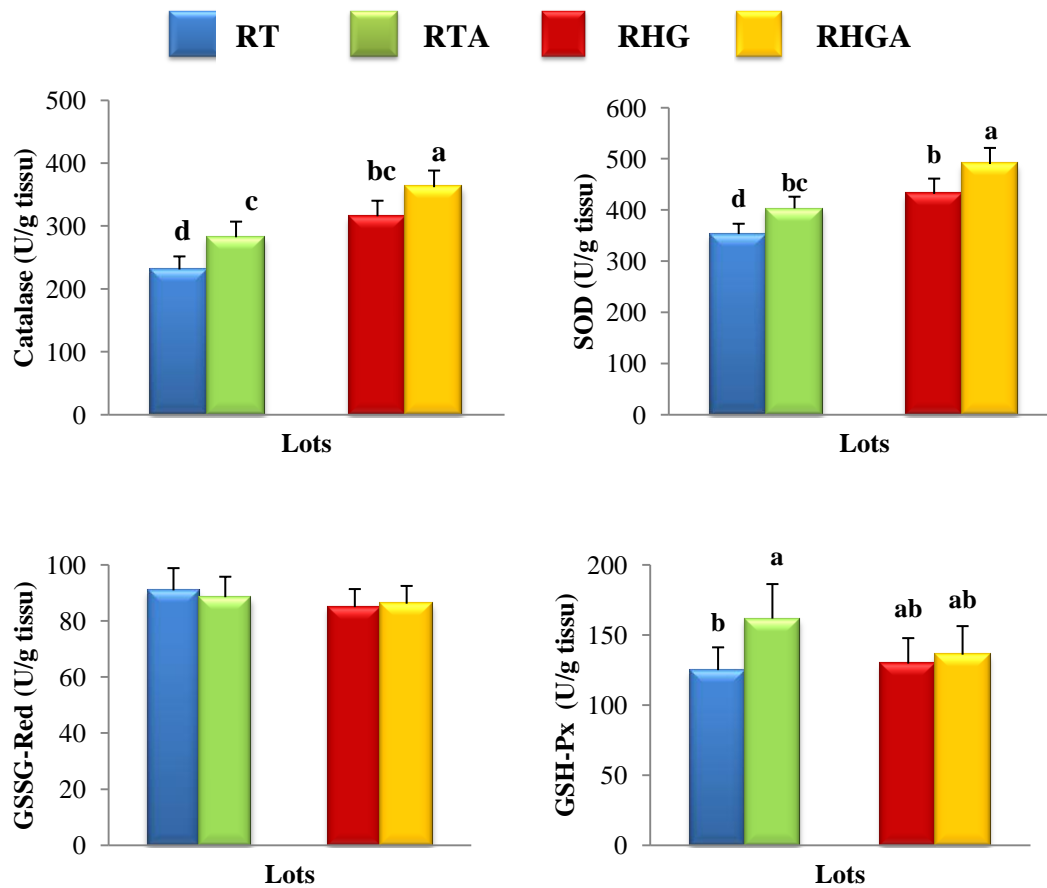 RT RTA RHG RHGA
Catalase (U/g tissu)
500
400
300
200
100
0
d c bc a
Lots
SOD (U/g tissu)
600
500
400
300
200
100
0
d bc b a
Lots
GSSG-Red (U/g tissu)
100
80
60
40
20
0
Lots
GSH-Px (U/g tissu)
200
150
100
50
0
b a ab ab
Lots